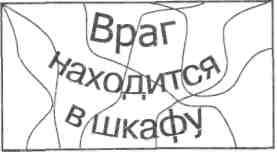 Враг
находится
в шкафу